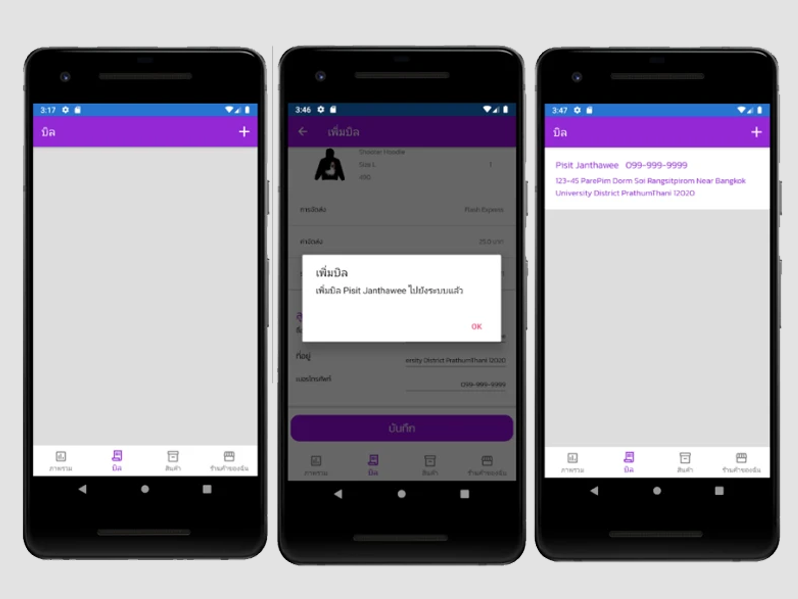 3:17
บิล
+
ภาพรวม
บิล
สินค้า
ร้านค้าของฉัน
3:46
เพิ่มบิล
Size L
1
490
การจัดส่ง
Flash Express
ค่าจัดส่ง
25.0 บาท
เพิ่มบิล
เพิ่มบิล Pisit Janthawee ไปยังระบบแล้ว
OK
ที่อยู่
ersity District PrathumThani 12020
เบอร์โทรศัพท์
099-999-9999
บันทึก
ภาพรวม
บิล
สินค้า
ร้านค้าของฉัน
3:47
บิล
+
Pisit Janthawee 099-999-9999
123-45 ParePim Dorm Soi Rangsitpirom Near Bangkok
University District PrathumThani 12020
ภาพรวม
บิล
สินค้า
ร้านค้าของฉัน